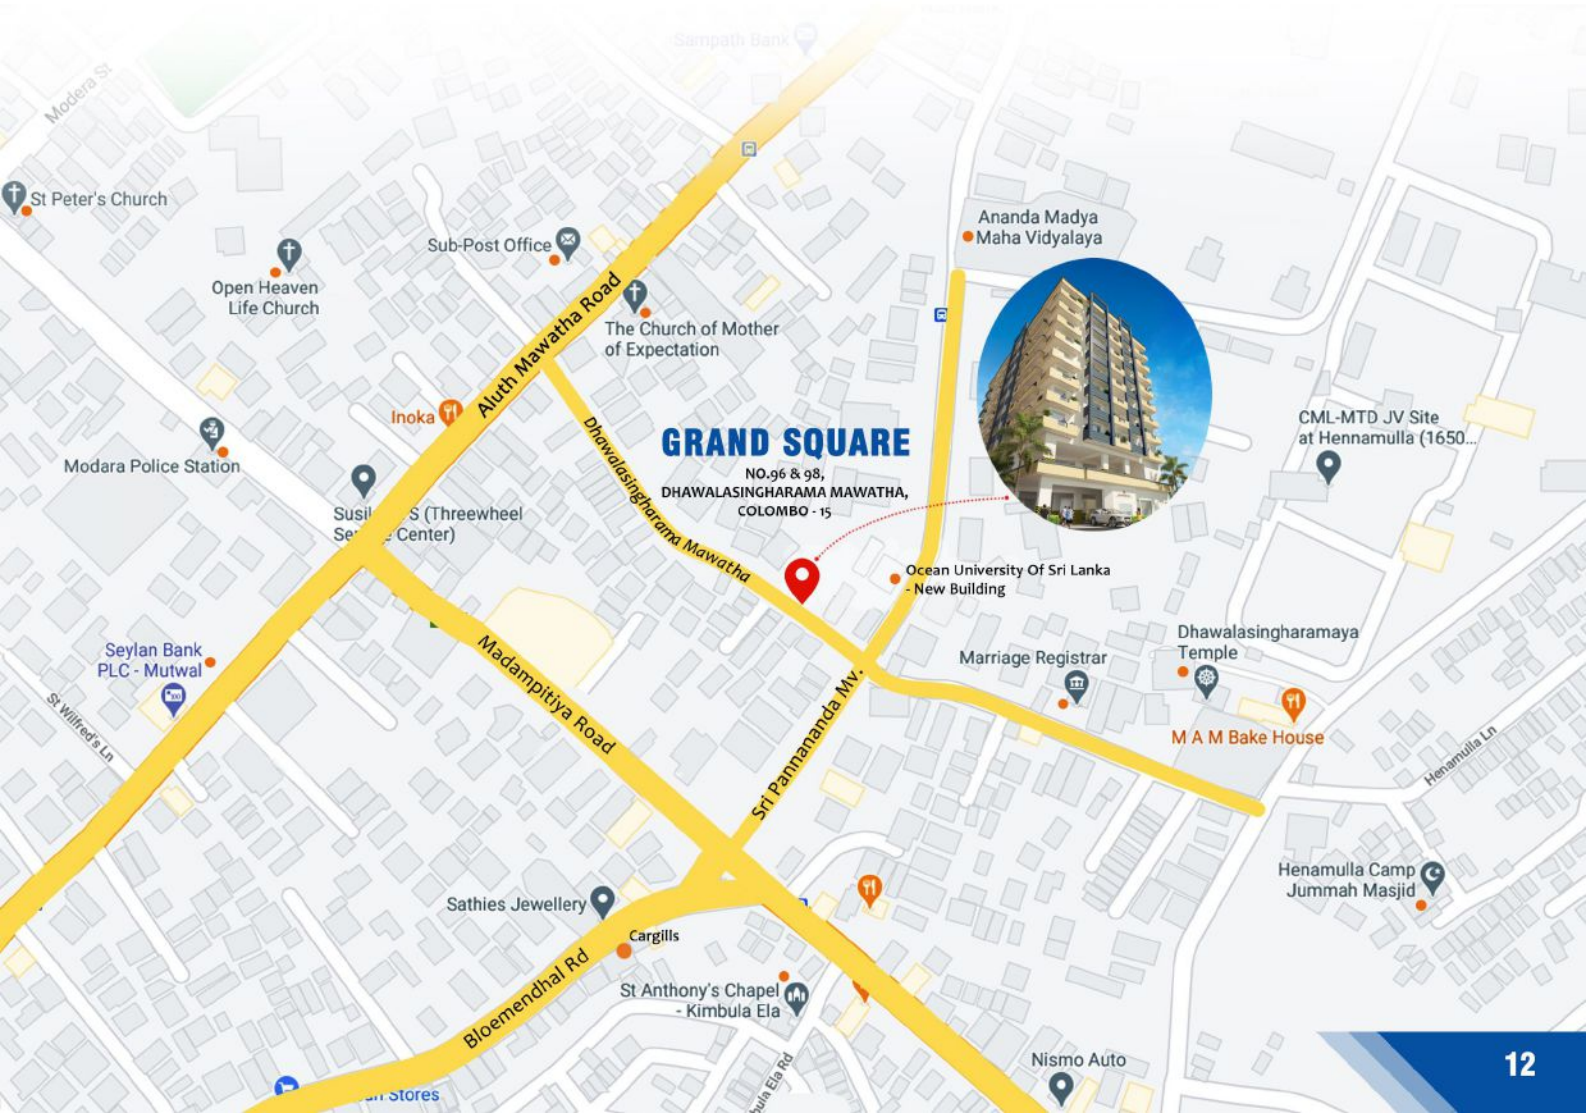 Sampath Bank
Modera St
St Peter's Church
Ananda Madya
Maha Vidyalaya
Sub-Post Office
Open Heaven
Life Church
The Church of Mother
of Expectation
Aluth Mawatha Road
Inoka
CML-MTD JV Site
at Hennamulla (1650...
Dhawalasingharama Mawatha
GRAND SQUARE
NO.96 & 98,
DHAWALASINGHARAMA MAWATHA,
COLOMBO - 15
Modara Police Station
S (Threewheel
Center)
Ocean University Of Sri Lanka
- New Building
Seylan Bank
PLC - Mutwal
Madampitiya Road
Marriage Registrar
Dhawalasingharamaya
Temple
St Wilfred's Ln
Sri Pannananda Mv.
M A M Bake House
Henamulla Ln
Henamulla Camp
Jummah Masjid
Sathies Jewellery
Cargills
Bloemendhal Rd
St Anthony's Chapel
- Kimbula Ela
Ela Rd
Nismo Auto
Stores
12